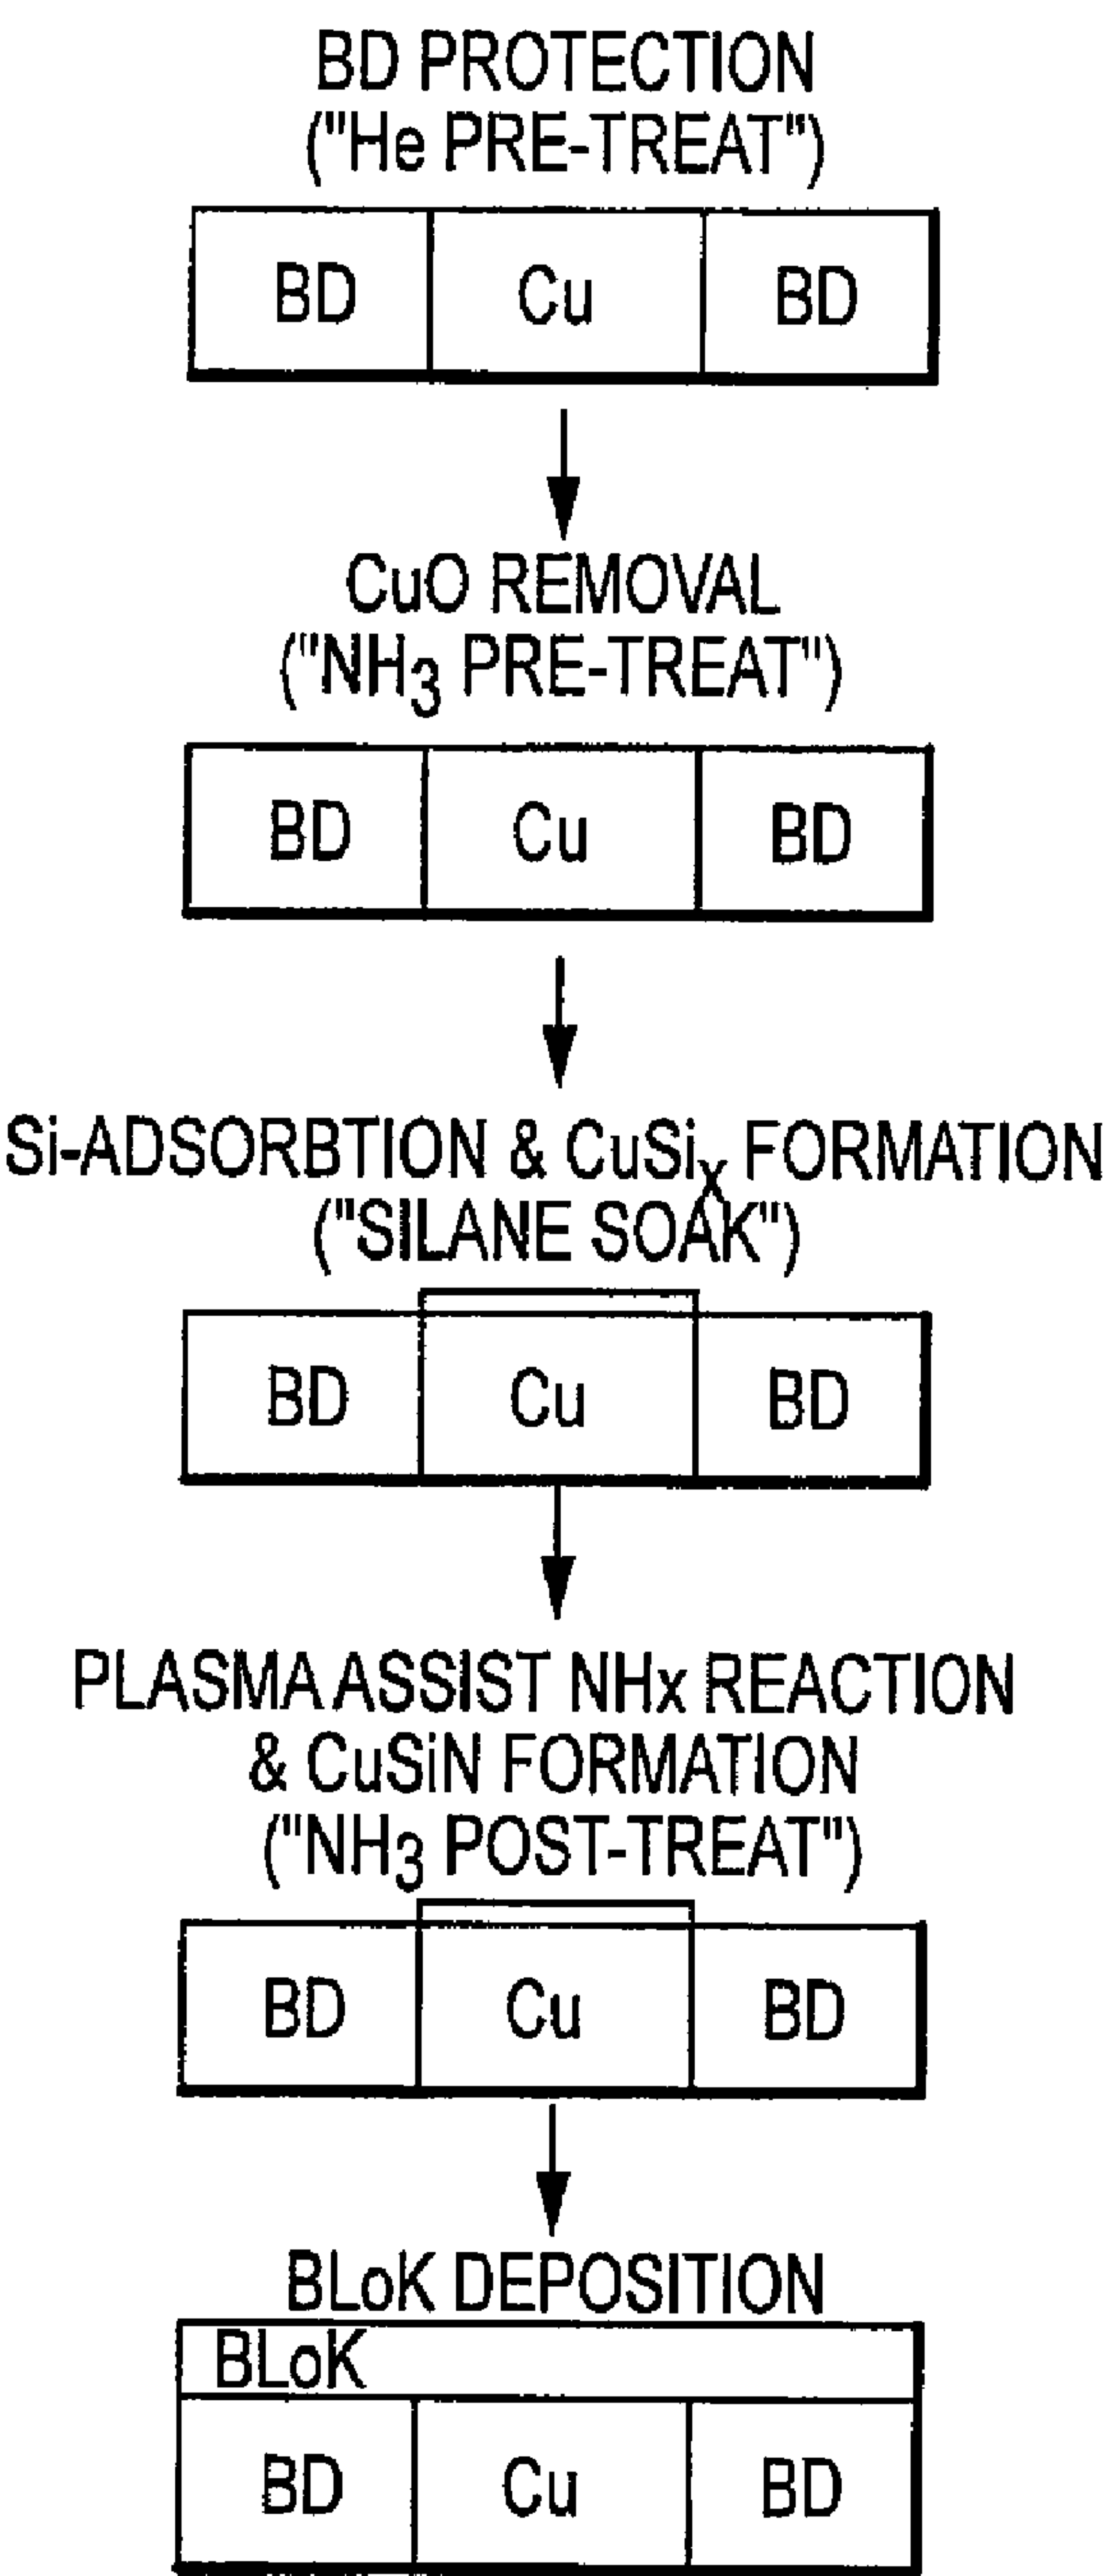 BD PROTECTION
("He PRE-TREAT")
BD Cu BD
CuO REMOVAL
("NH₃ PRE-TREAT")
BD Cu BD
Si-ADSORBTION & CuSiₓ FORMATION
("SILANE SOAK")
BD Cu BD
PLASMA ASSIST NHx REACTION
& CuSiN FORMATION
("NH₃ POST-TREAT")
BD Cu BD
BLoK DEPOSITION
BLoK
BD Cu BD